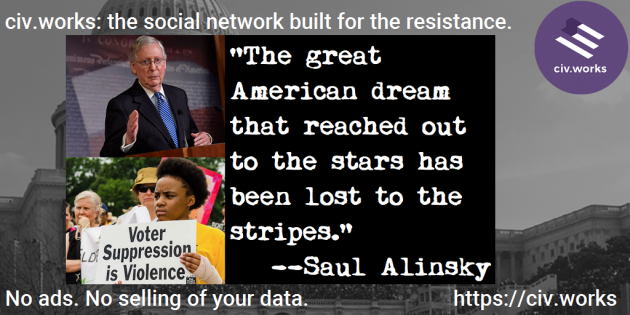 civ.works: the social network built for the resistance.
civ.works
"The great
American dream
that reached out
to the stars has
been lost to the
stripes."
--Saul Alinsky
Voter
Suppression
is Violence
No ads. No selling of your data.
https://civ.works